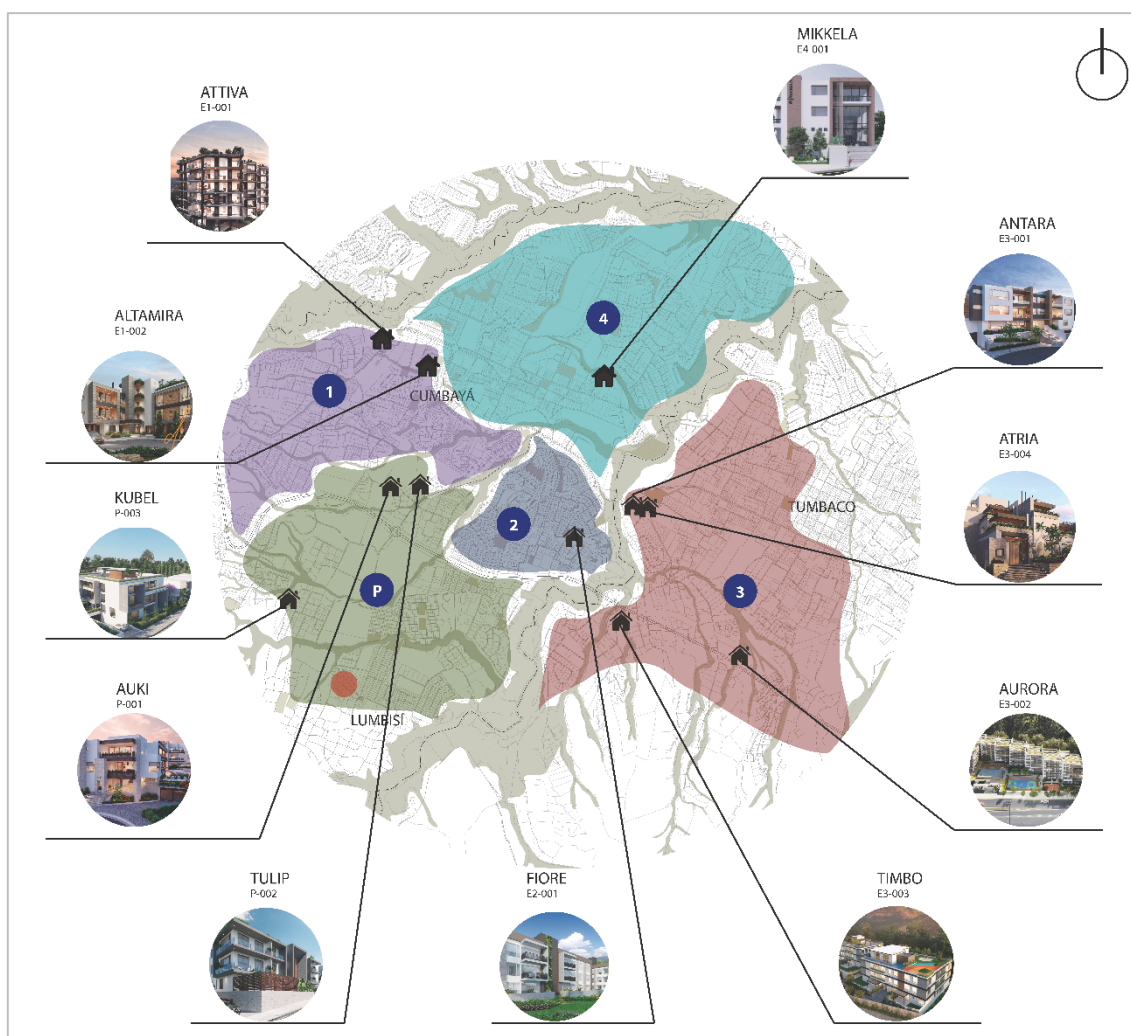 MIKKELA
E4-001
ATTIVA
E1-001
ANTARA
E3-001
ALTAMIRA
E1-002
4
1
CUMBAYÁ
ATRIA
E3-004
KUBEL
P-003
TUMBACO
2
P
3
AUKI
P-001
LUMBISÍ
AURORA
E3-002
TULIP
P-002
FIORE
E2-001
TIMBO
E3-003